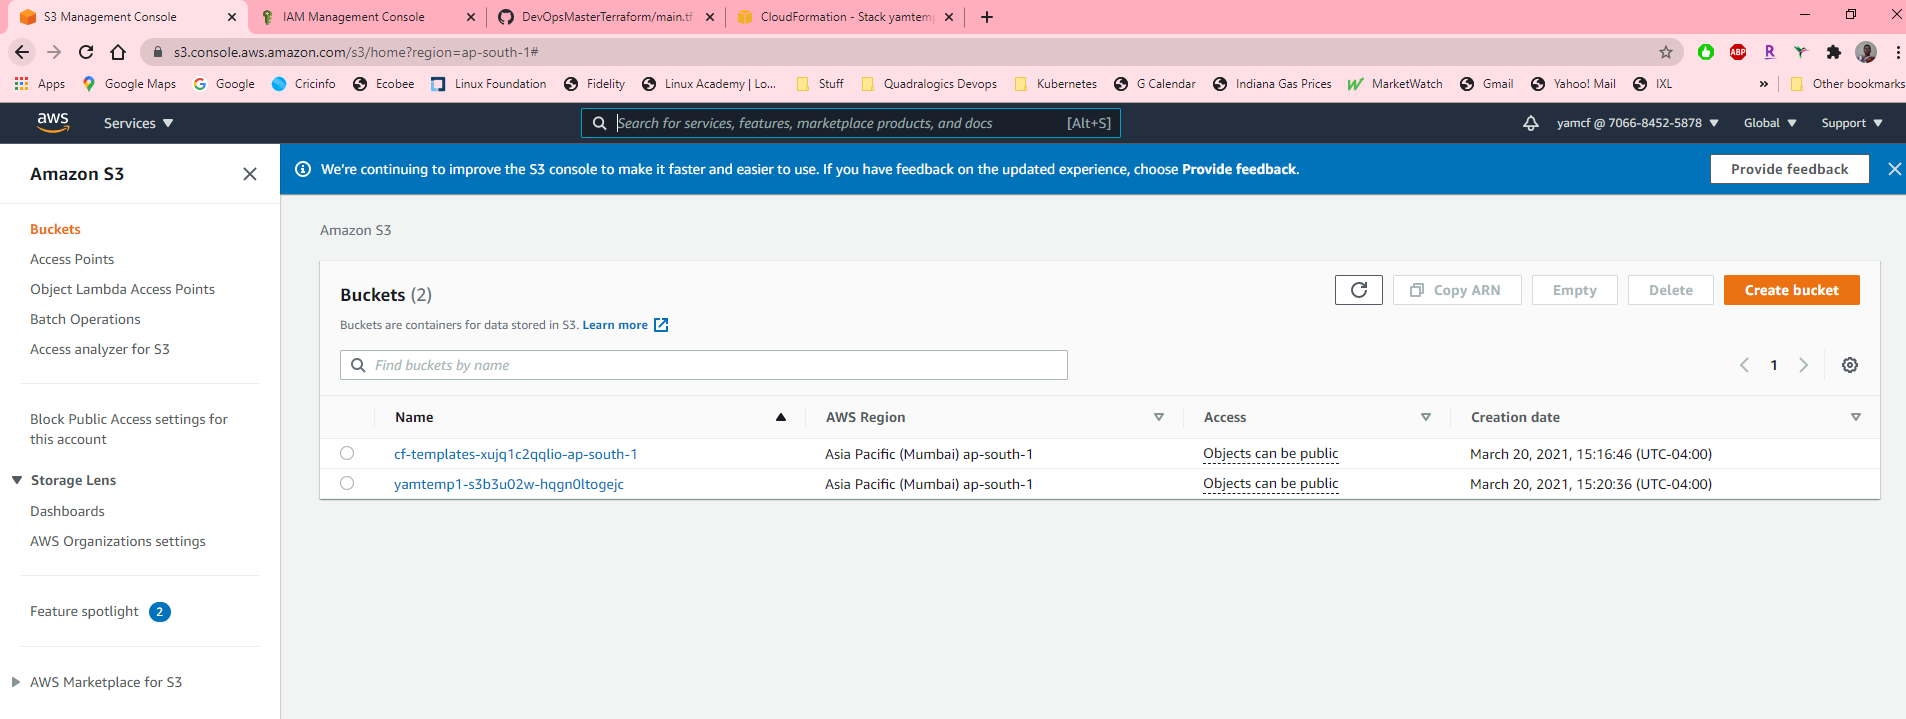 S3 Management Console
IAM Management Console
DevOpsMasterTerraform/main.tf
CloudFormation - Stack yamtemp
s3.console.aws.amazon.com/s3/home?region=ap-south-1#
ABP
R
Apps Google Maps Google Cricinfo Ecobee Linux Foundation Fidelity Linux Academy | Lo... Stuff Quadralogics Devops Kubernetes G Calendar Indiana Gas Prices MarketWatch Gmail Yahoo! Mail IXL » Other bookmarks
aws Services Search for services, features, marketplace products, and docs [Alt+S] yamcf @ 7066-8452-5878 Global Support
Amazon S3
We're continuing to improve the S3 console to make it faster and easier to use. If you have feedback on the updated experience, choose Provide feedback.
Provide feedback
Buckets
Access Points
Object Lambda Access Points
Batch Operations
Access analyzer for S3
Block Public Access settings for
this account
Storage Lens
Dashboards
AWS Organizations settings
Feature spotlight 2
AWS Marketplace for S3
Amazon S3
Buckets (2)
Copy ARN Empty Delete Create bucket
Buckets are containers for data stored in S3. Learn more
Find buckets by name
1
Name AWS Region Access Creation date
cf-templates-xujq1c2qqlio-ap-south-1 Asia Pacific (Mumbai) ap-south-1 Objects can be public March 20, 2021, 15:16:46 (UTC-04:00)
yamtemp1-s3b3u02w-hqgn0ltogejc Asia Pacific (Mumbai) ap-south-1 Objects can be public March 20, 2021, 15:20:36 (UTC-04:00)